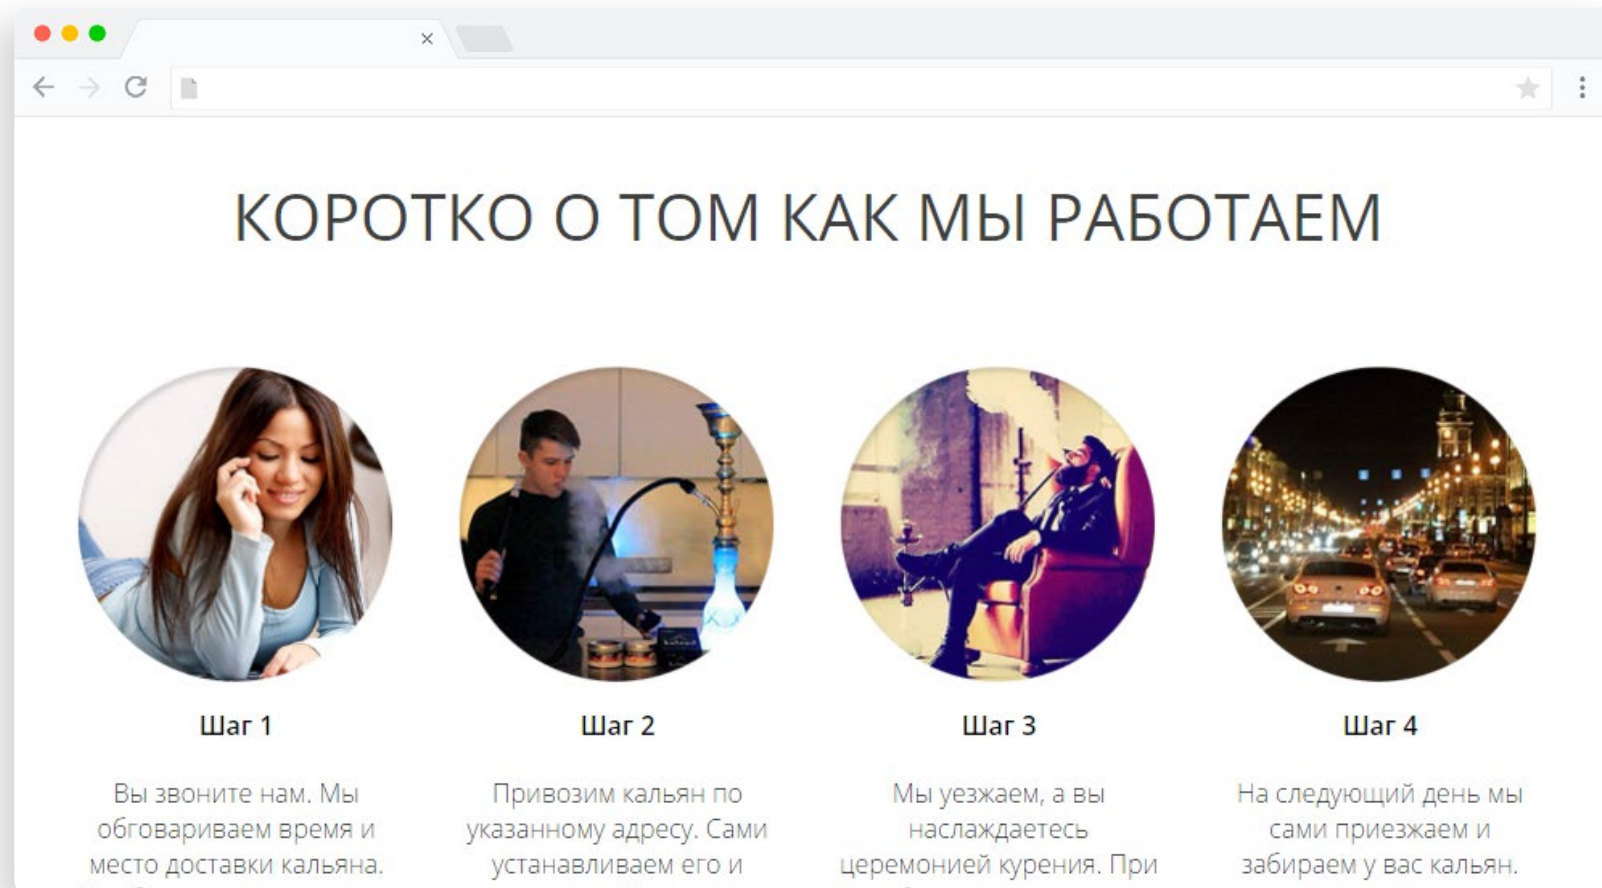 КОРОТКО О ТОМ КАК МЫ РАБОТАЕМ
Шаг 1
Вы звоните нам. Мы
обговариваем время и
место доставки кальяна.
Шаг 2
Привозим кальян по
указанному адресу. Сами
устанавливаем его и
Шаг 3
Мы уезжаем, а вы
наслаждаетесь
церемонией курения. При
Шаг 4
На следующий день мы
сами приезжаем и
забираем у вас кальян.